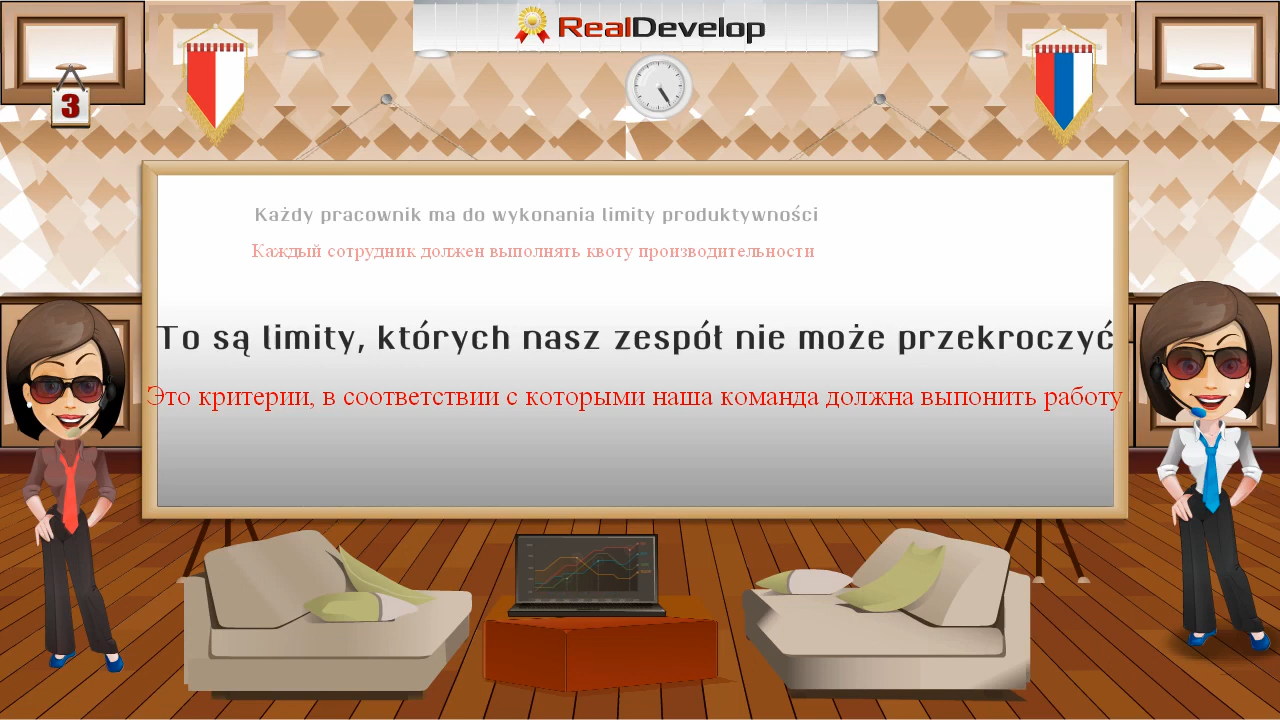 RealDevelop
3
Każdy pracownik ma do wykonania limity produktywności
Каждый сотрудник должен выполнять квоту производительности
To są limity, których nasz zespół nie może przekroczyć
Это критерии, в соответствии с которыми наша команда должна выпонить работу